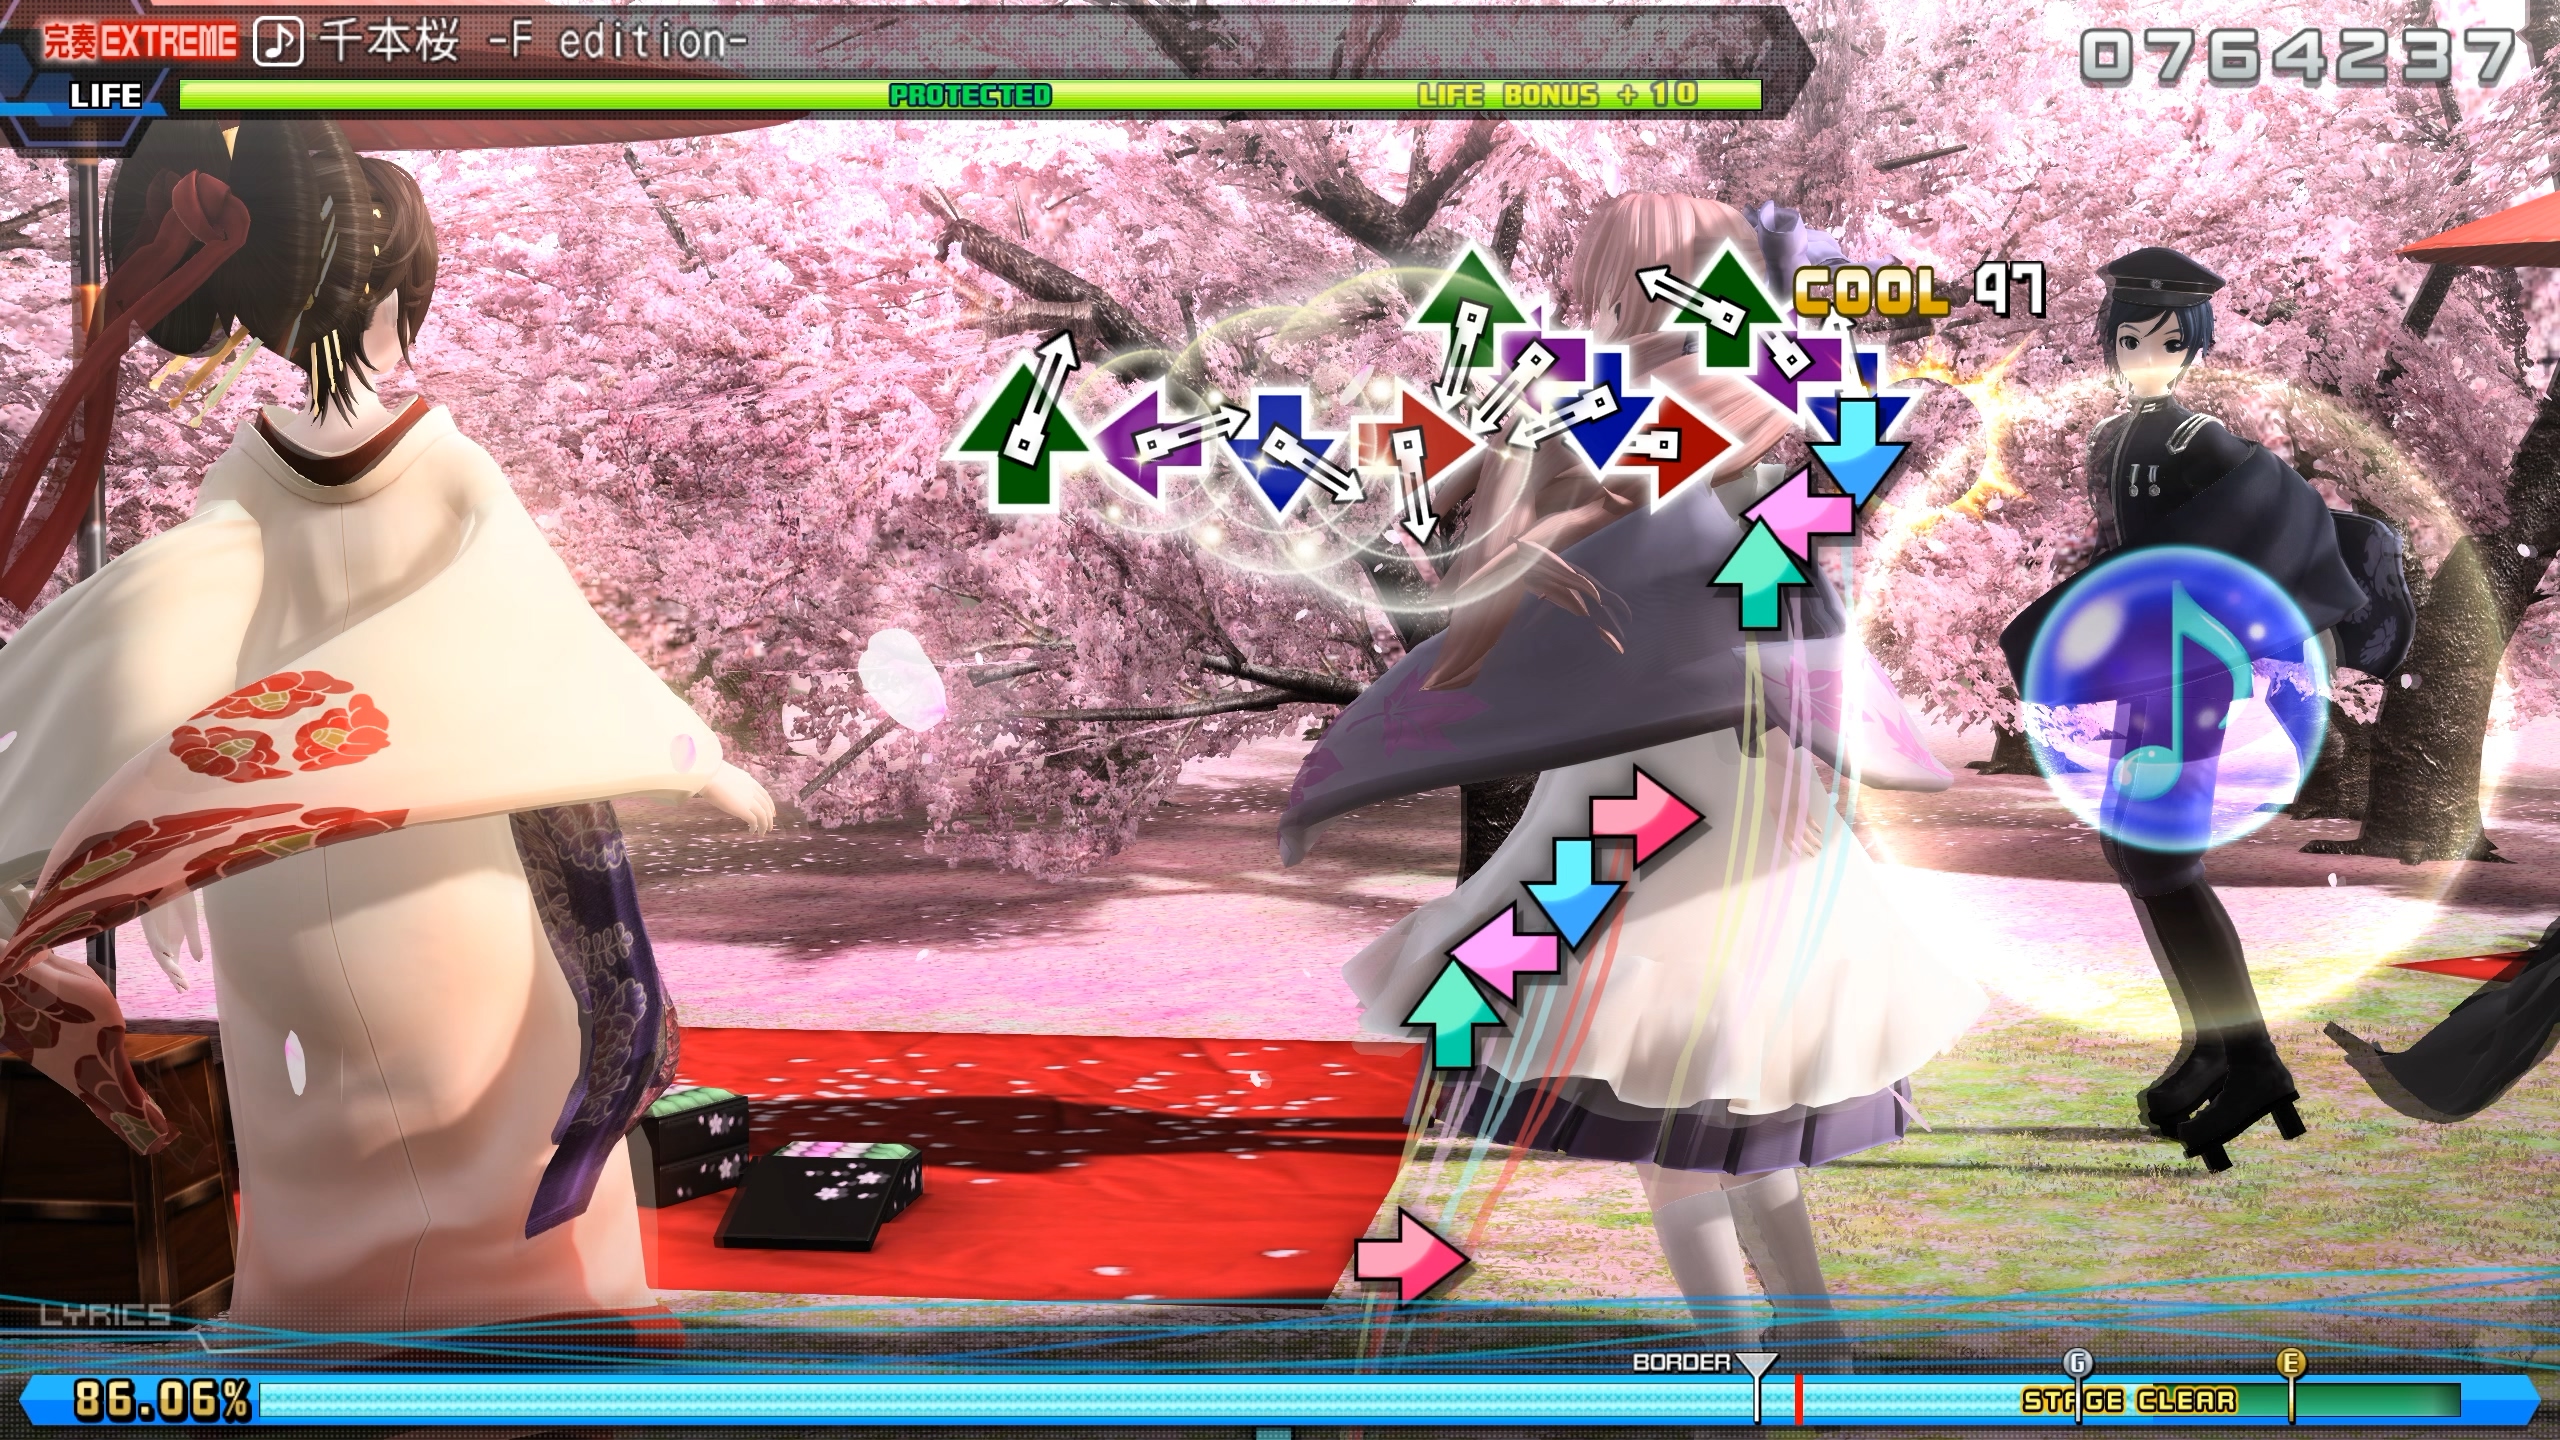 完奏EXTREME ♪ 千本桜 -F edition-
0764237
LIFE
PROTECTED
LIFE BONUS + 10
COOL 97
LYRICS
BORDER
G
E
86.06%
STAGE CLEAR